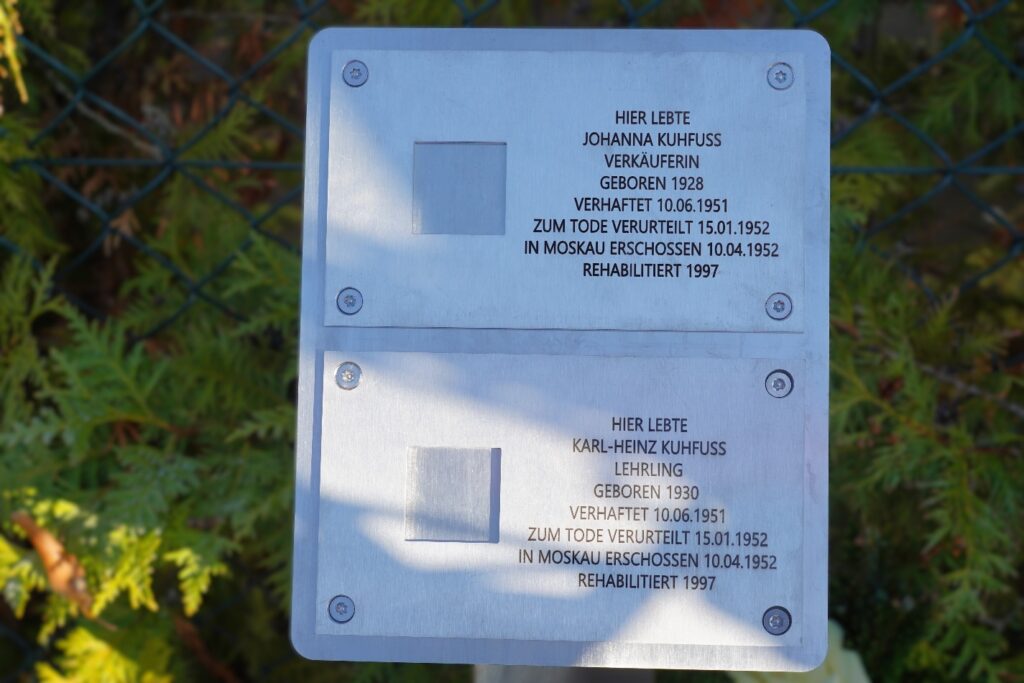 HIER LEBTE
JOHANNA KUHFUSS
VERKÄUFERIN
GEBOREN 1928
VERHAFTET 10.06.1951
ZUM TODE VERURTEILT 15.01.1952
IN MOSKAU ERSCHOSSEN 10.04.1952
REHABILITIERT 1997
HIER LEBTE
KARL-HEINZ KUHFUSS
LEHRLING
GEBOREN 1930
VERHAFTET 10.06.1951
ZUM TODE VERURTEILT 15.01.1952
IN MOSKAU ERSCHOSSEN 10.04.1952
REHABILITIERT 1997